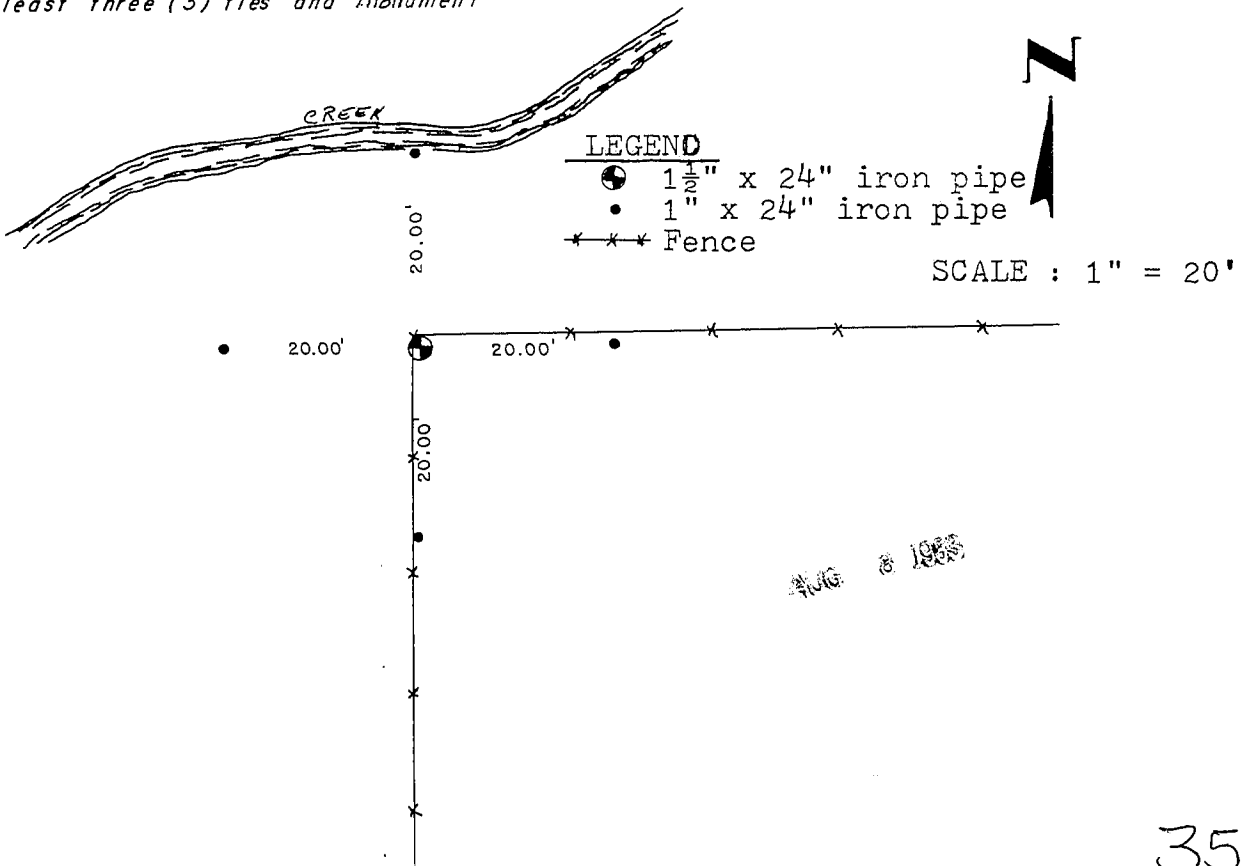 least three (3) ties and Monument
N
CREEK
LEGEND
1½" x 24" iron pipe
1" x 24" iron pipe
Fence
SCALE : 1" = 20'
20.00'
20.00'
20.00'
20.00'
AUG 8
35